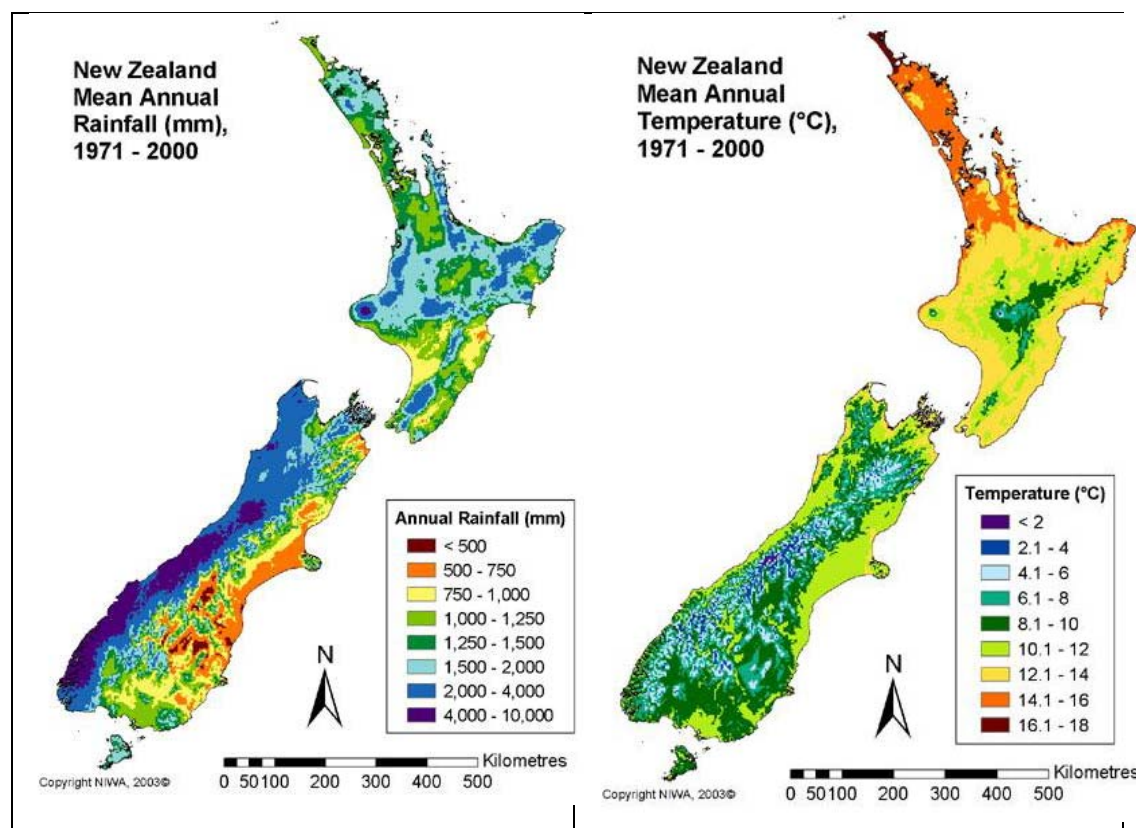 New Zealand
Mean Annual
Rainfall (mm),
1971 - 2000
Annual Rainfall (mm)
< 500
500 - 750
750 - 1,000
1,000 - 1,250
1,250 - 1,500
1,500 - 2,000
2,000 - 4,000
4,000 - 10,000
N
Kilometres
0 50 100 200 300 400 500
Copyright NIWA, 2003©
New Zealand
Mean Annual
Temperature (°C),
1971 - 2000
Temperature (°C)
< 2
2.1 - 4
4.1 - 6
6.1 - 8
8.1 - 10
10.1 - 12
12.1 - 14
14.1 - 16
16.1 - 18
N
Kilometres
0 50 100 200 300 400 500
Copyright NIWA, 2003©